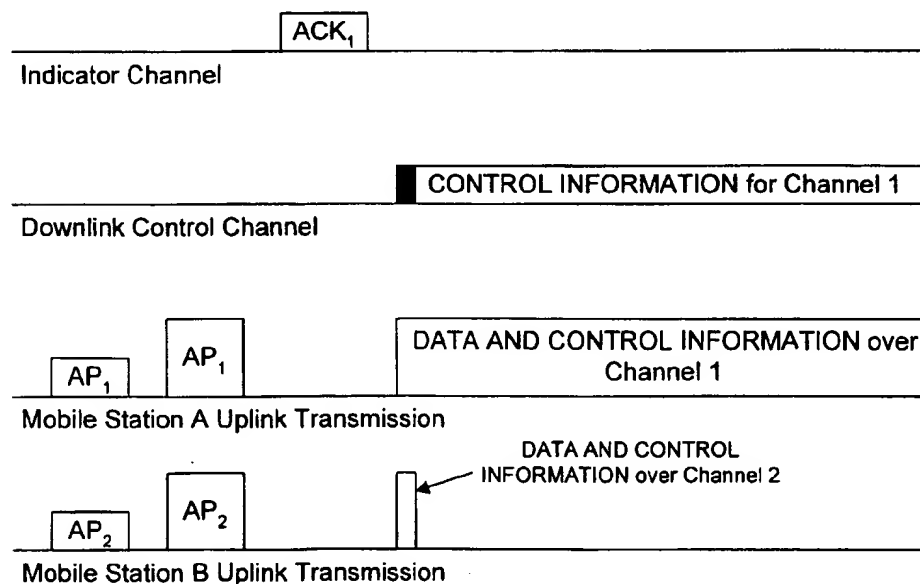 ACK₁
Indicator Channel
CONTROL INFORMATION for Channel 1
Downlink Control Channel
AP₁
AP₁
DATA AND CONTROL INFORMATION over
Channel 1
Mobile Station A Uplink Transmission
DATA AND CONTROL
INFORMATION over Channel 2
AP₂
AP₂
Mobile Station B Uplink Transmission